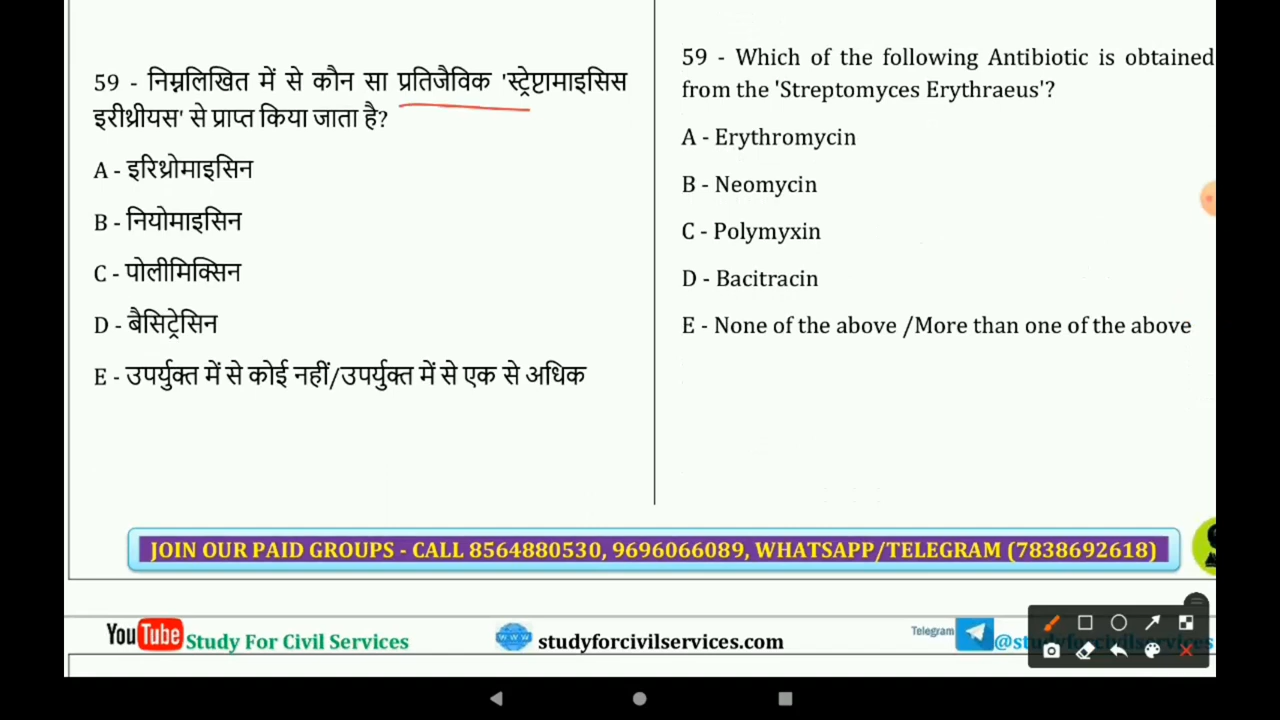 59 - निम्नलिखित में से कौन सा प्रतिजैविक 'स्ट्रेप्टामाइसिस
इरीथ्रीयस' से प्राप्त किया जाता है?
A - इरिथ्रोमाइसिन
B - नियोमाइसिन
C - पोलीमिक्सिन
D - बैसिट्रेसिन
E - उपर्युक्त में से कोई नहीं/उपर्युक्त में से एक से अधिक
59 - Which of the following Antibiotic is obtained
from the 'Streptomyces Erythraeus'?
A - Erythromycin
B - Neomycin
C - Polymyxin
D - Bacitracin
E - None of the above /More than one of the above
JOIN OUR PAID GROUPS - CALL 8564880530, 9696066089, WHATSAPP/TELEGRAM (7838692618)
YouTube Study For Civil Services
www studyforcivilservices.com
Telegram